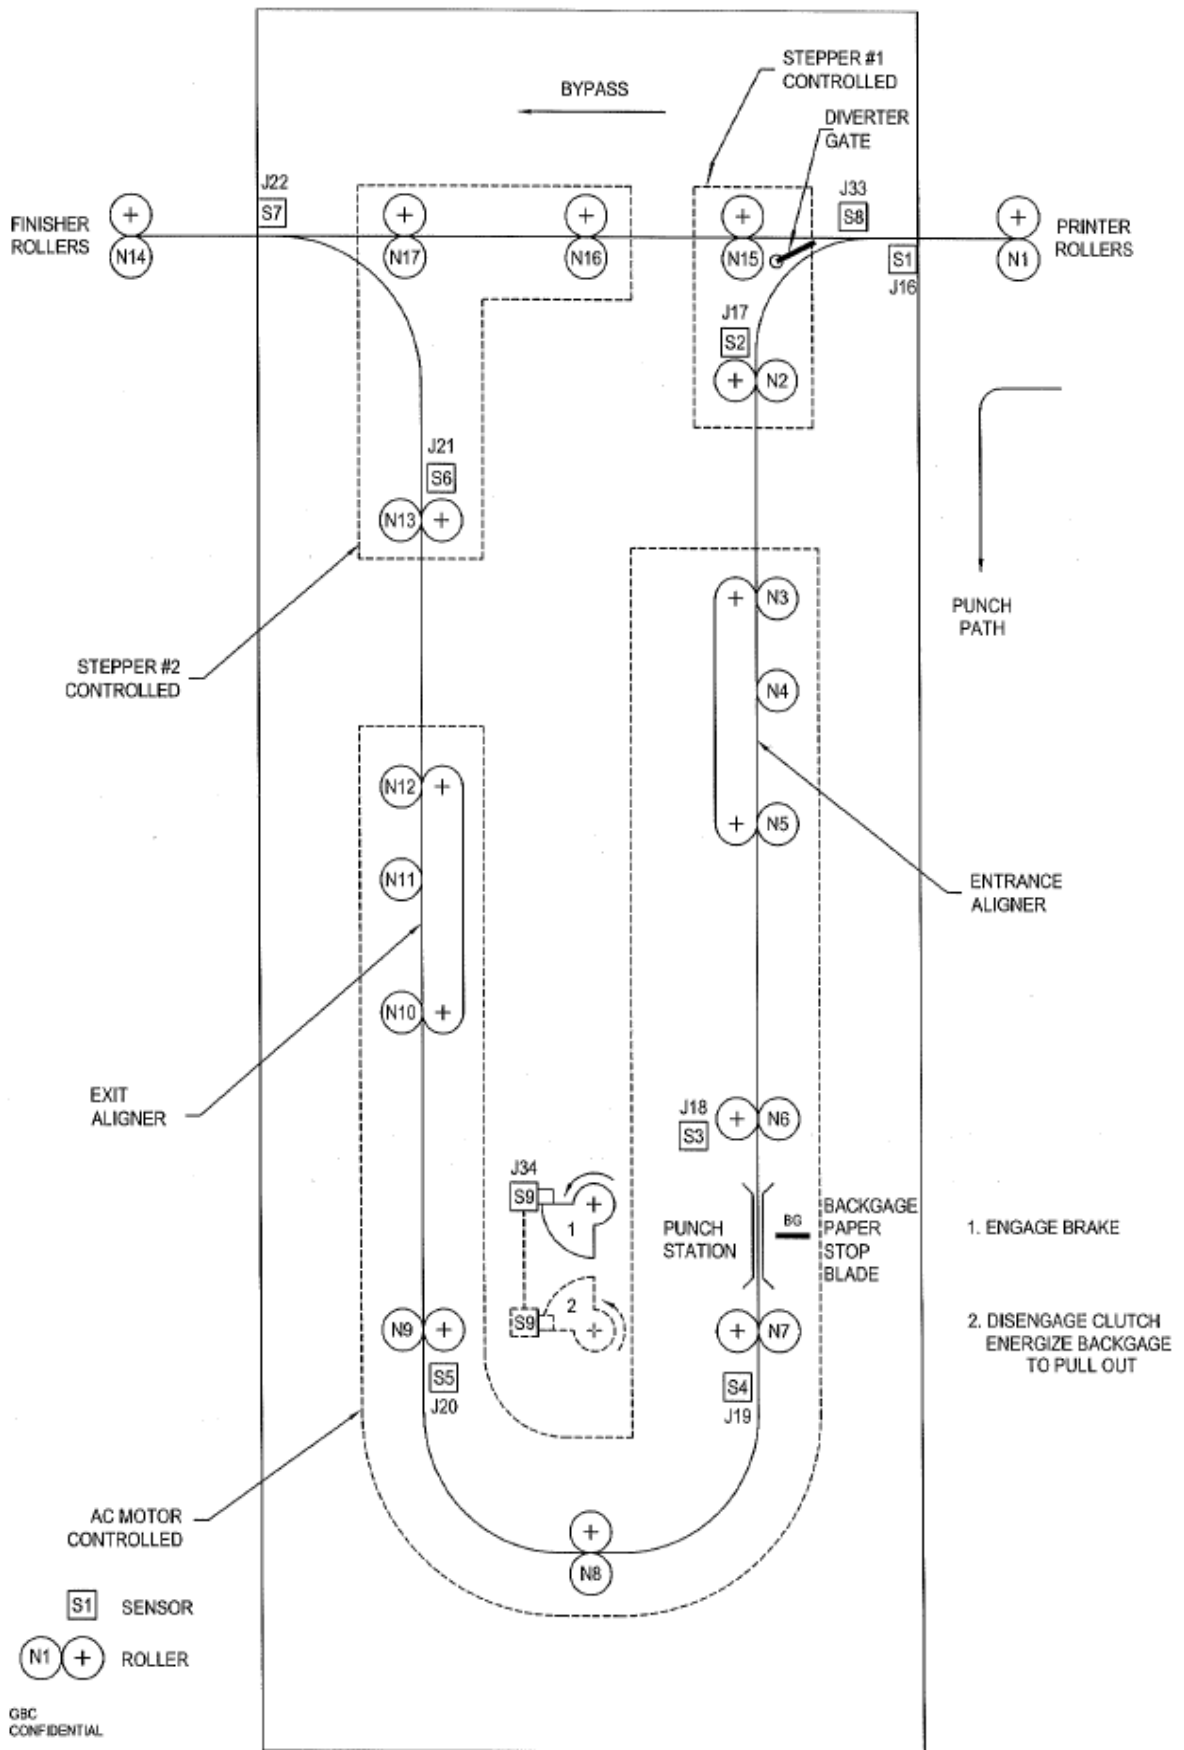 STEPPER #1
CONTROLLED
BYPASS
DIVERTER
GATE
J22
S7
J33
S8
FINISHER
ROLLERS
PRINTER
ROLLERS
N14
N17
N16
N15
S1
N1
J16
J17
S2
N2
J21
S6
N13
PUNCH
PATH
N3
STEPPER #2
CONTROLLED
N4
N12
N5
N11
ENTRANCE
ALIGNER
N10
EXIT
ALIGNER
J18
S3
N6
J34
S9
1
PUNCH
STATION
BG
BACKGAGE
PAPER
STOP
BLADE
1. ENGAGE BRAKE
S9
2
N9
N7
2. DISENGAGE CLUTCH
ENERGIZE BACKGAGE
TO PULL OUT
S5
J20
S4
J19
AC MOTOR
CONTROLLED
N8
S1 SENSOR
N1 ROLLER
GBC
CONFIDENTIAL